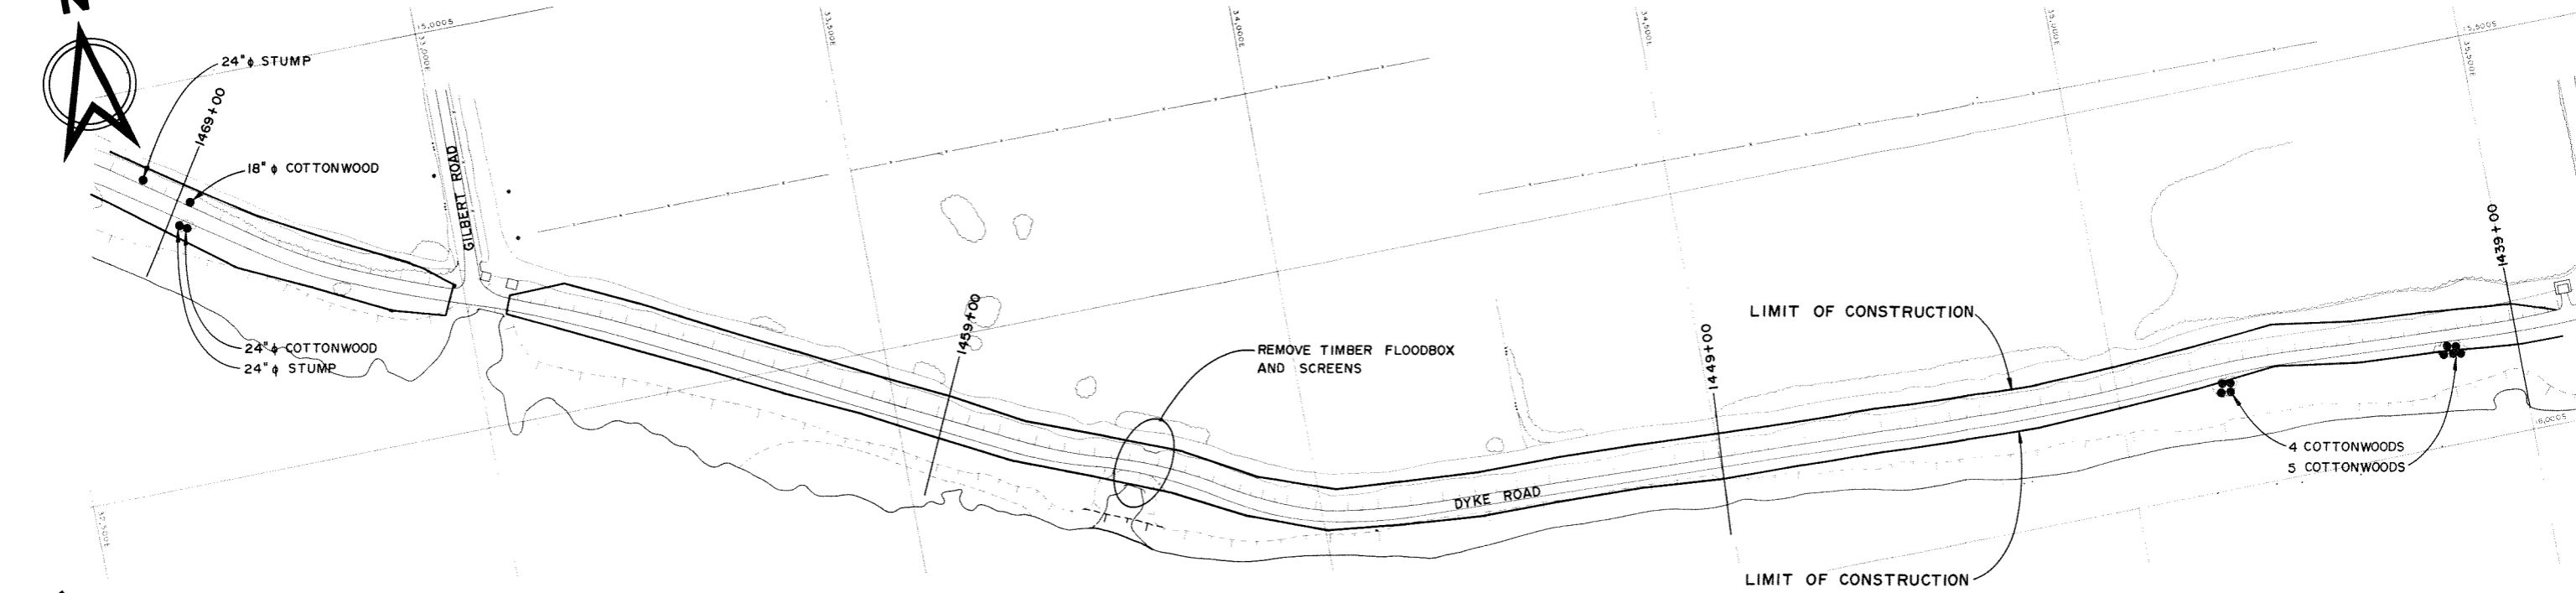 N
15,000S
33,000E
33,500E
34,000E
34,500E
35,000E
15,500S
35,500E
24"ϕ STUMP
1469+00
18" ϕ COTTONWOOD
GILBERT ROAD
24"ϕ COTTONWOOD
24"ϕ STUMP
1459+00
REMOVE TIMBER FLOODBOX
AND SCREENS
LIMIT OF CONSTRUCTION
1449+00
1439+00
DYKE ROAD
4 COTTONWOODS
5 COTTONWOODS
16,000S
LIMIT OF CONSTRUCTION